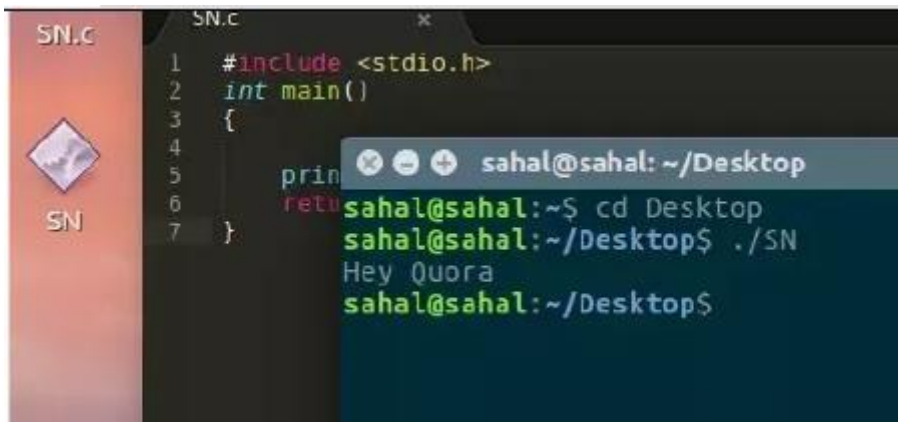 SN.c
SN
SN.c ×
1 #include <stdio.h>
2 int main()
3 {
4
5 prin
6 retu
7 }
sahal@sahal: ~/Desktop
sahal@sahal:~$ cd Desktop
sahal@sahal:~/Desktop$ ./SN
Hey Quora
sahal@sahal:~/Desktop$